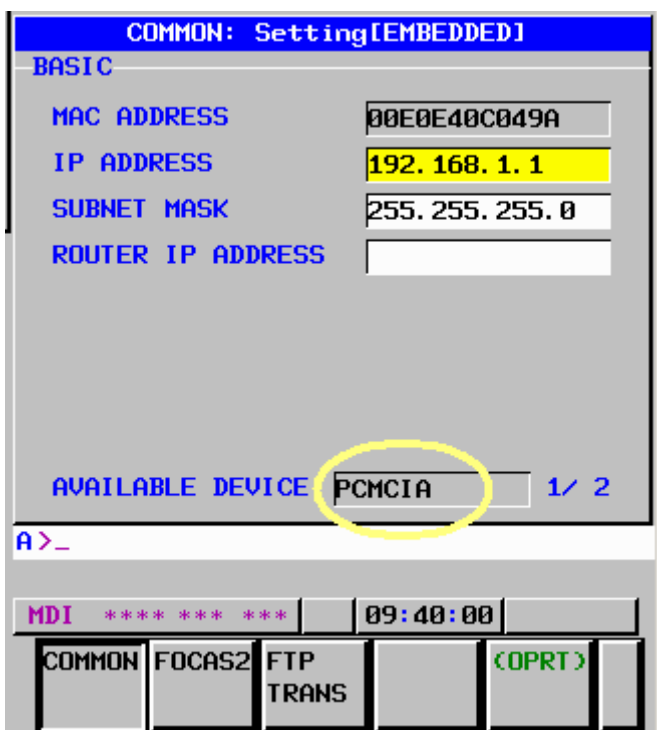 COMMON: Setting[EMBEDDED]
BASIC
MAC ADDRESS 00E0E40C049A
IP ADDRESS 192.168.1.1
SUBNET MASK 255.255.255.0
ROUTER IP ADDRESS
AVAILABLE DEVICE PCMCIA 1/ 2
A>_
MDI **** *** *** 09:40:00
COMMON FOCAS2 FTP TRANS (OPRT)